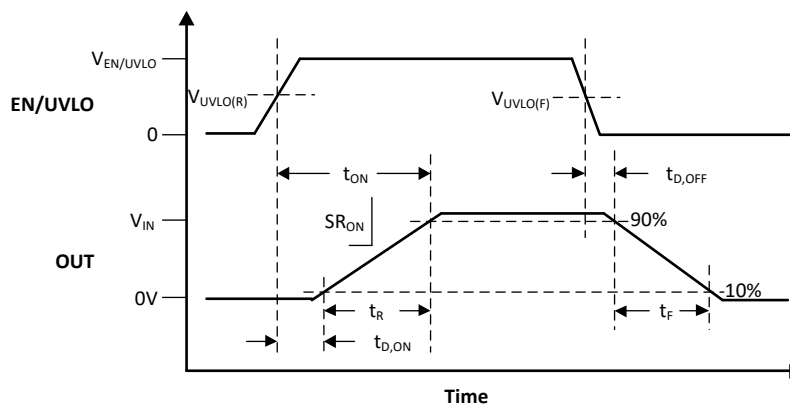 V_EN/UVLO
V_UVLO(R)
V_UVLO(F)
EN/UVLO
0
t_ON
t_D,OFF
V_IN
SR_ON
90%
OUT
0V
10%
t_R
t_F
t_D,ON
Time